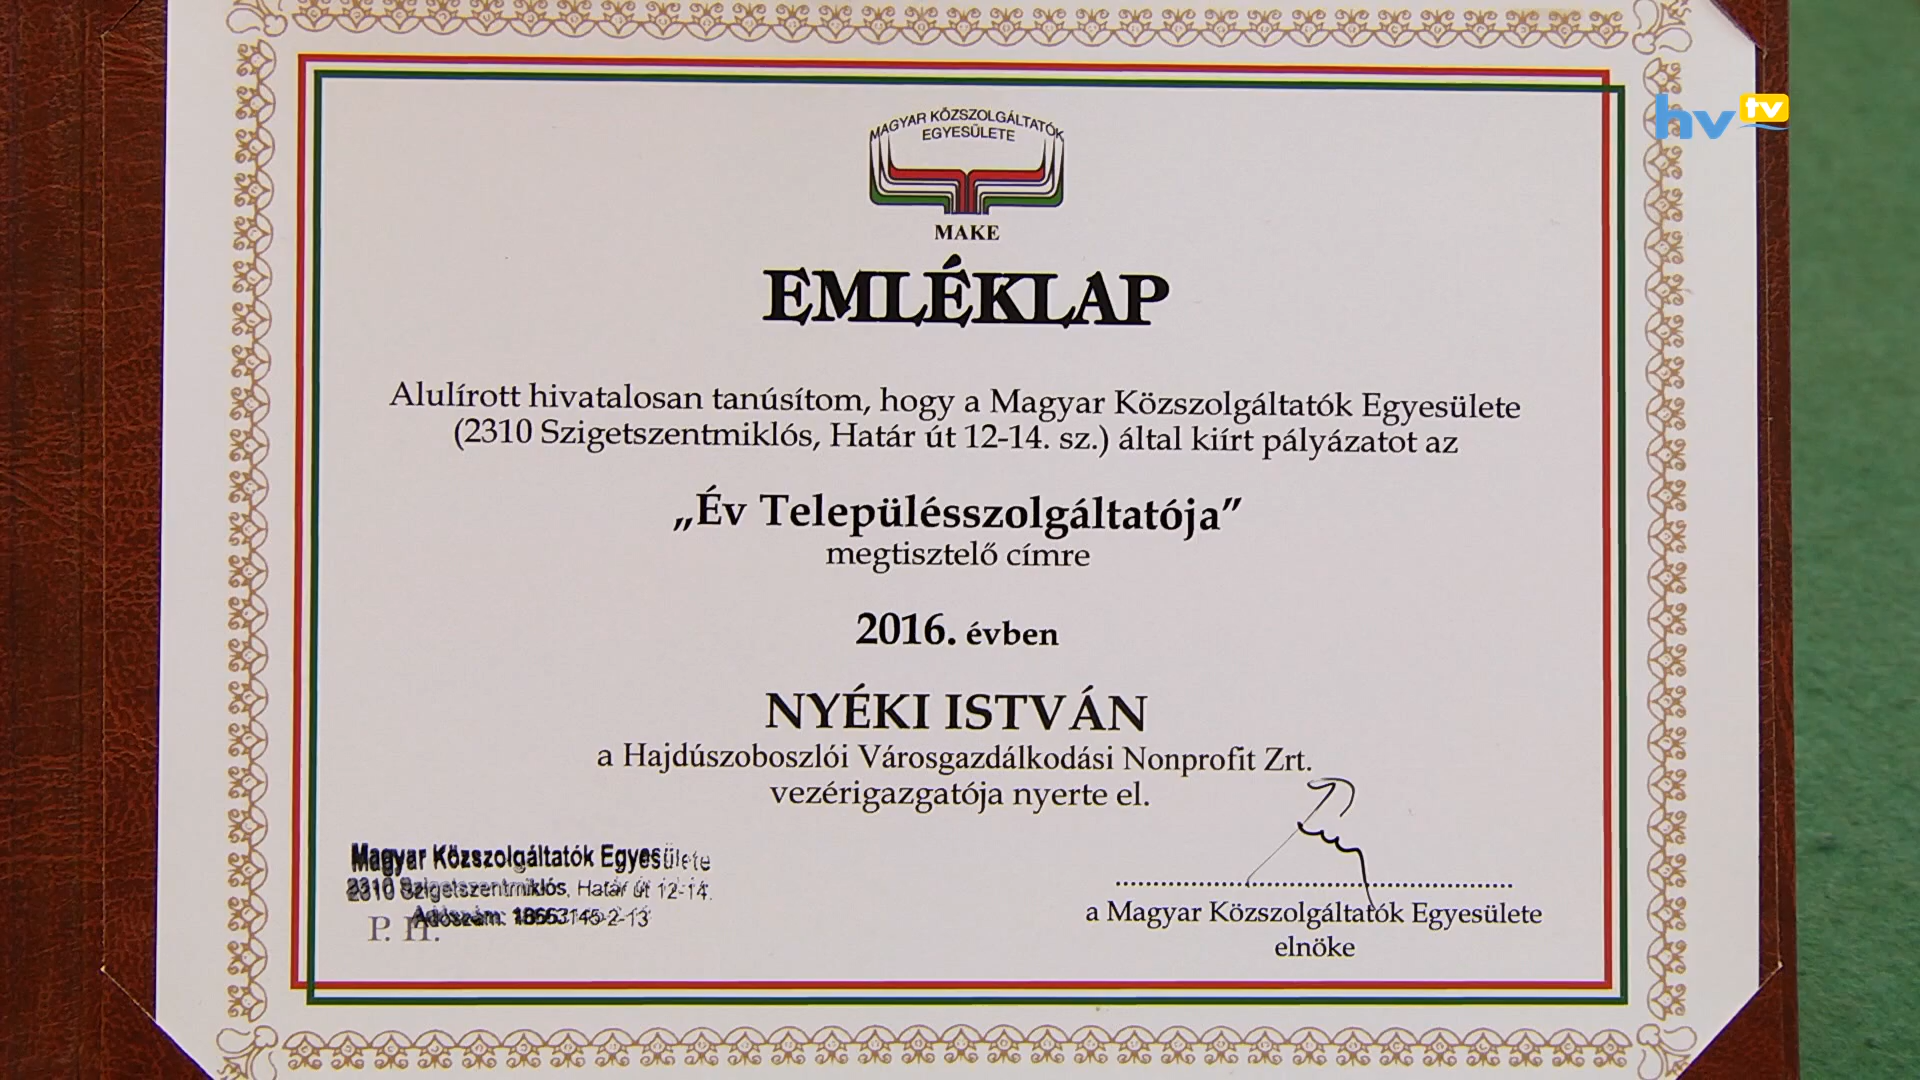 hv tv
MAGYAR KÖZSZOLGÁLTATÓK
EGYESÜLETE
MAKE
EMLÉKLAP
Alulírott hivatalosan tanúsítom, hogy a Magyar Közszolgáltatók Egyesülete
(2310 Szigetszentmiklós, Határ út 12-14. sz.) által kiírt pályázatot az
„Év Településszolgáltatója”
megtisztelő címre
2016. évben
NYÉKI ISTVÁN
a Hajdúszoboszlói Városgazdálkodási Nonprofit Zrt.
vezérigazgatója nyerte el.
Magyar Közszolgáltatók Egyesülete
2310 Szigetszentmiklós, Határ út 12-14.
Adószám:
P. H.
a Magyar Közszolgáltatók Egyesülete
elnöke